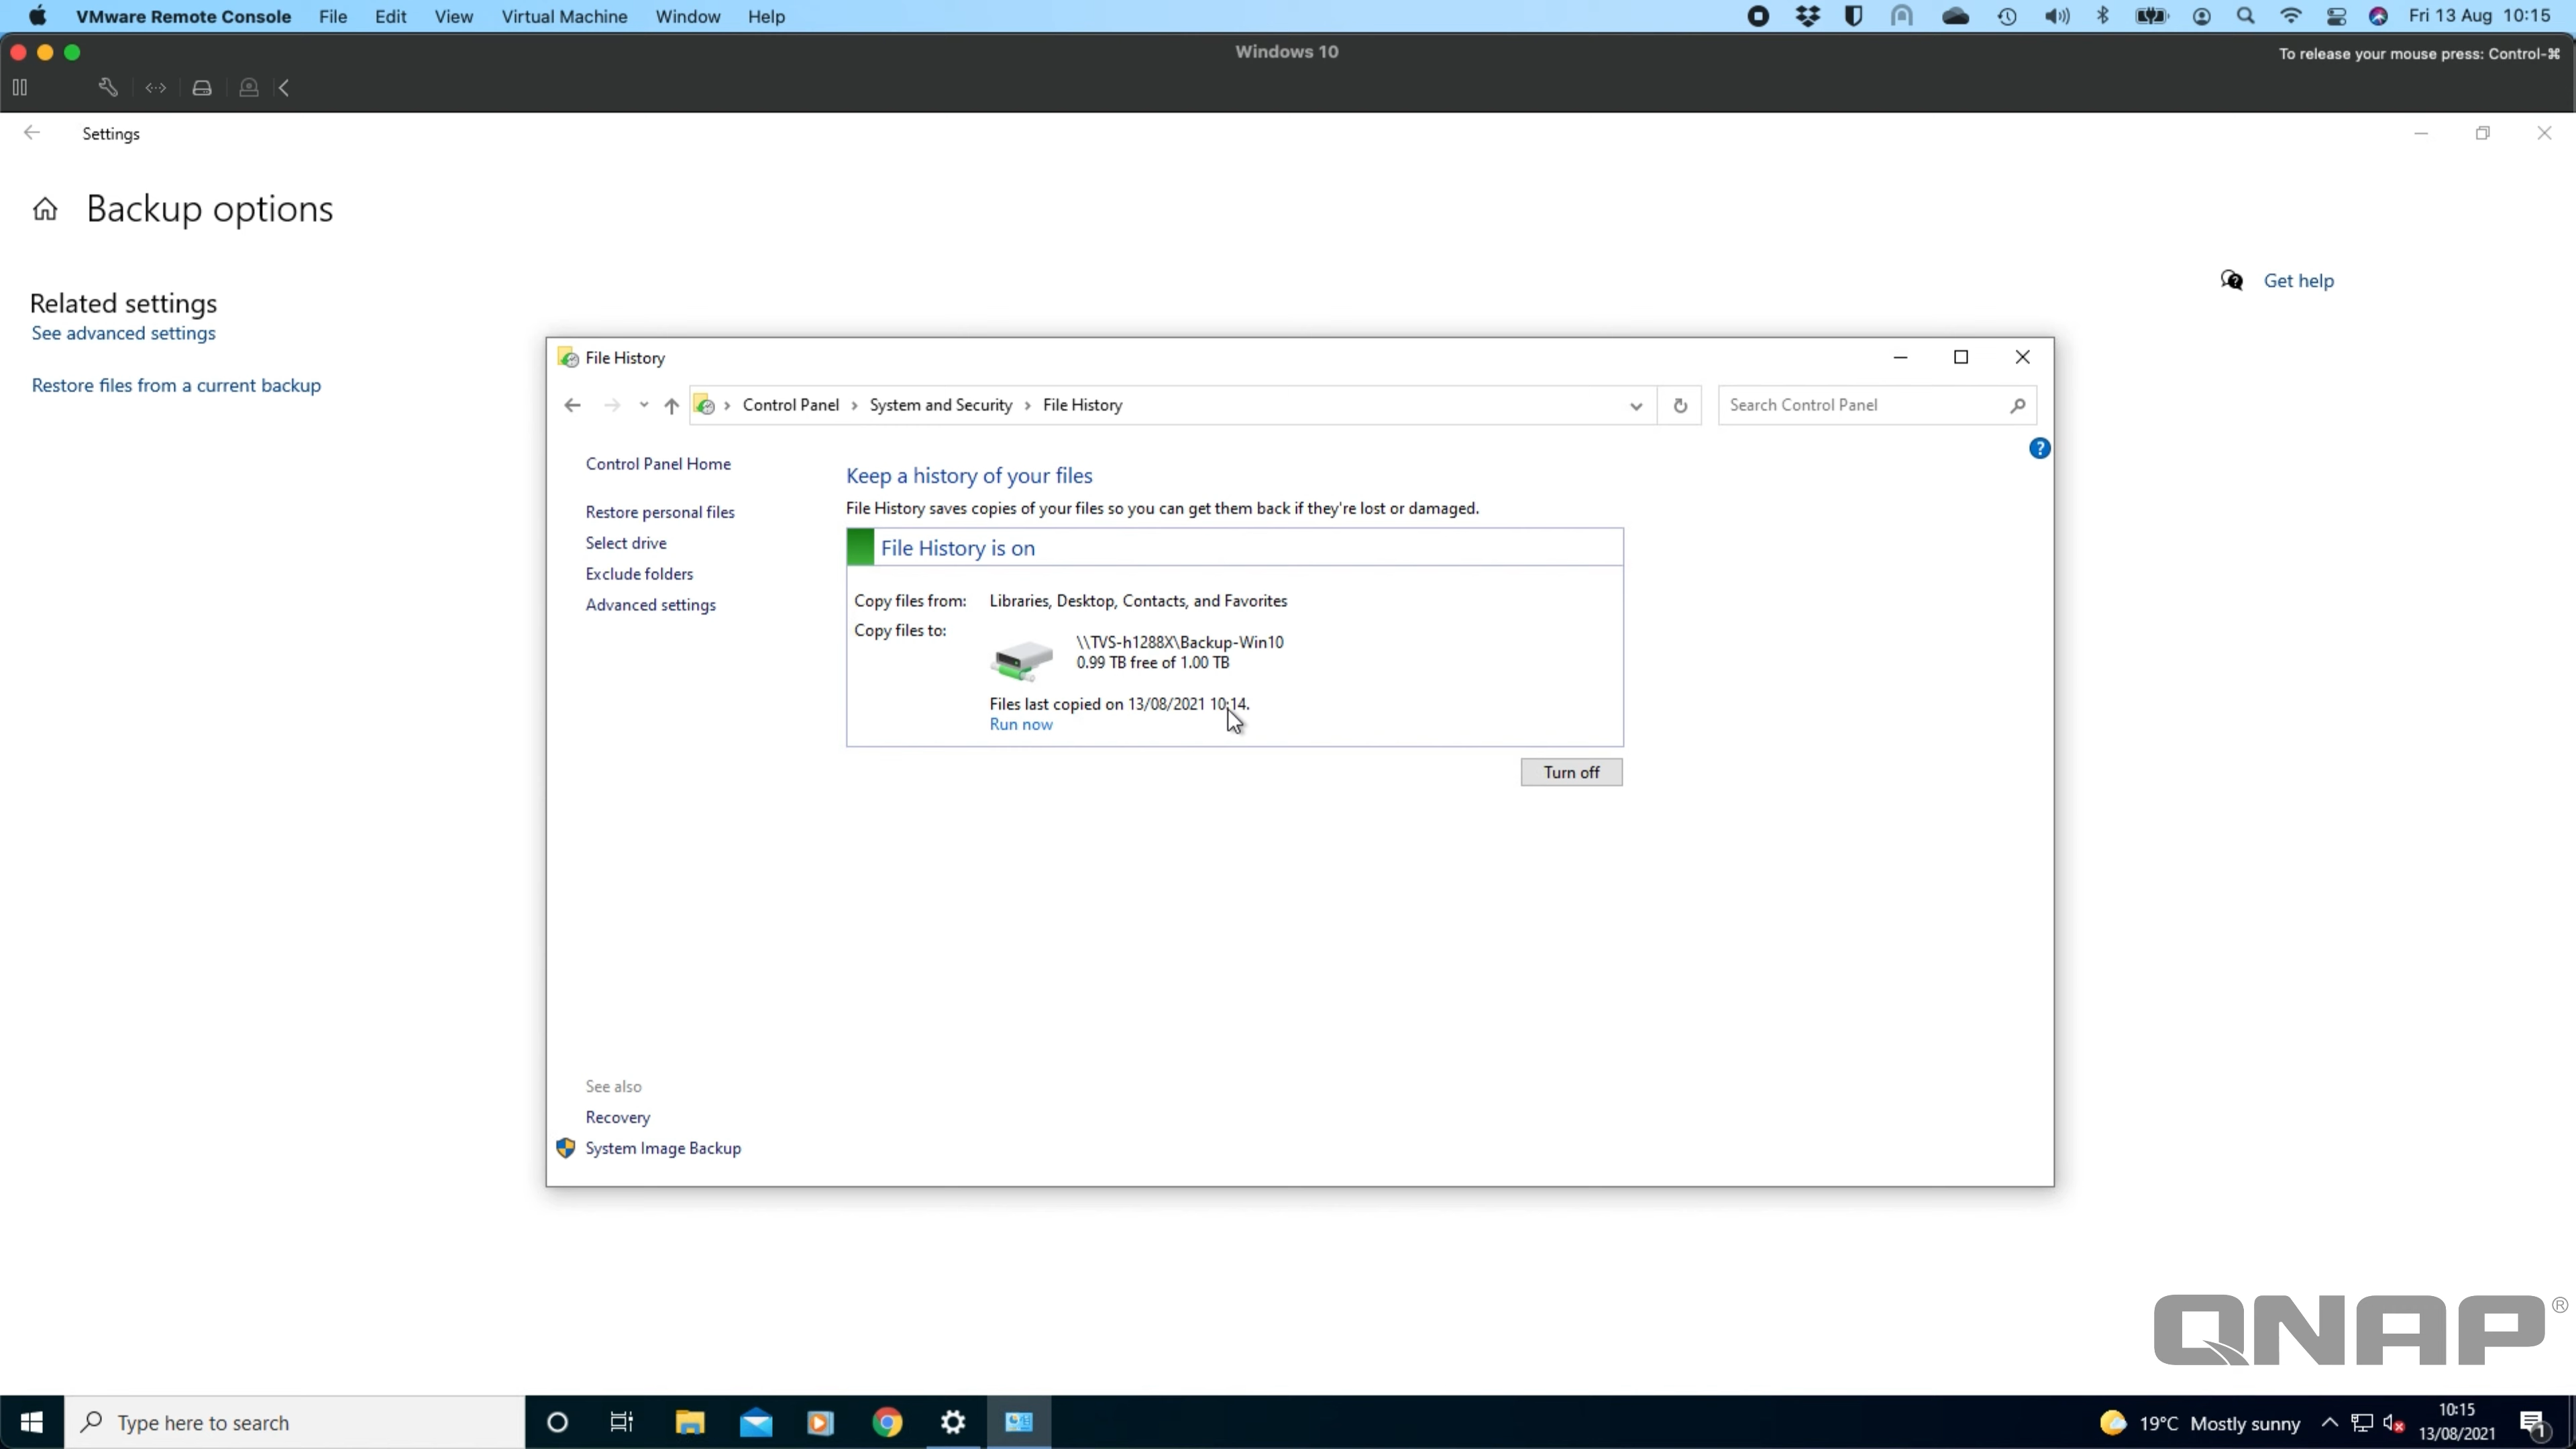 VMware Remote Console File Edit View Virtual Machine Window Help Fri 13 Aug 10:15
Windows 10
To release your mouse press: Control-⌘
Settings
Backup options
Get help
Related settings
See advanced settings
Restore files from a current backup
File History
Control Panel › System and Security › File History
Search Control Panel
Control Panel Home
Restore personal files
Select drive
Exclude folders
Advanced settings
Keep a history of your files
File History saves copies of your files so you can get them back if they're lost or damaged.
File History is on
Copy files from: Libraries, Desktop, Contacts, and Favorites
Copy files to:
\\TVS-h1288X\Backup-Win10
0.99 TB free of 1.00 TB
Files last copied on 13/08/2021 10:14.
Run now
Turn off
See also
Recovery
System Image Backup
QNAP®
Type here to search
19°C Mostly sunny
10:15
13/08/2021
1